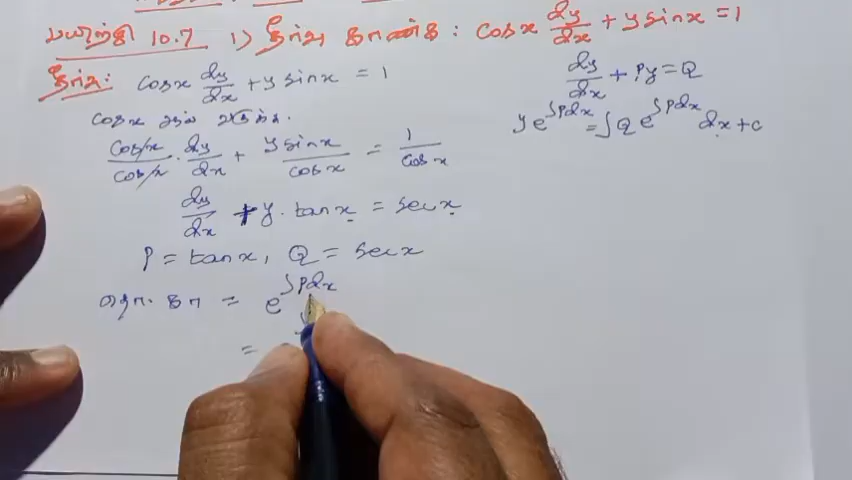 பயிற்சி 10.7 1) தீர்வு காண்க : cosx dy/dx + y sinx = 1
தீர்வு: cosx dy/dx + y sinx = 1
cosx ஆல் வகுக்க.
cosx/cosx . dy/dx + y sinx/cosx = 1/cosx
dy/dx + y. tanx = secx
P = tanx, Q = secx
தொ. கா = e^∫Pdx
=
dy/dx + Py = Q
y e^∫Pdx = ∫Q e^∫Pdx dx + c